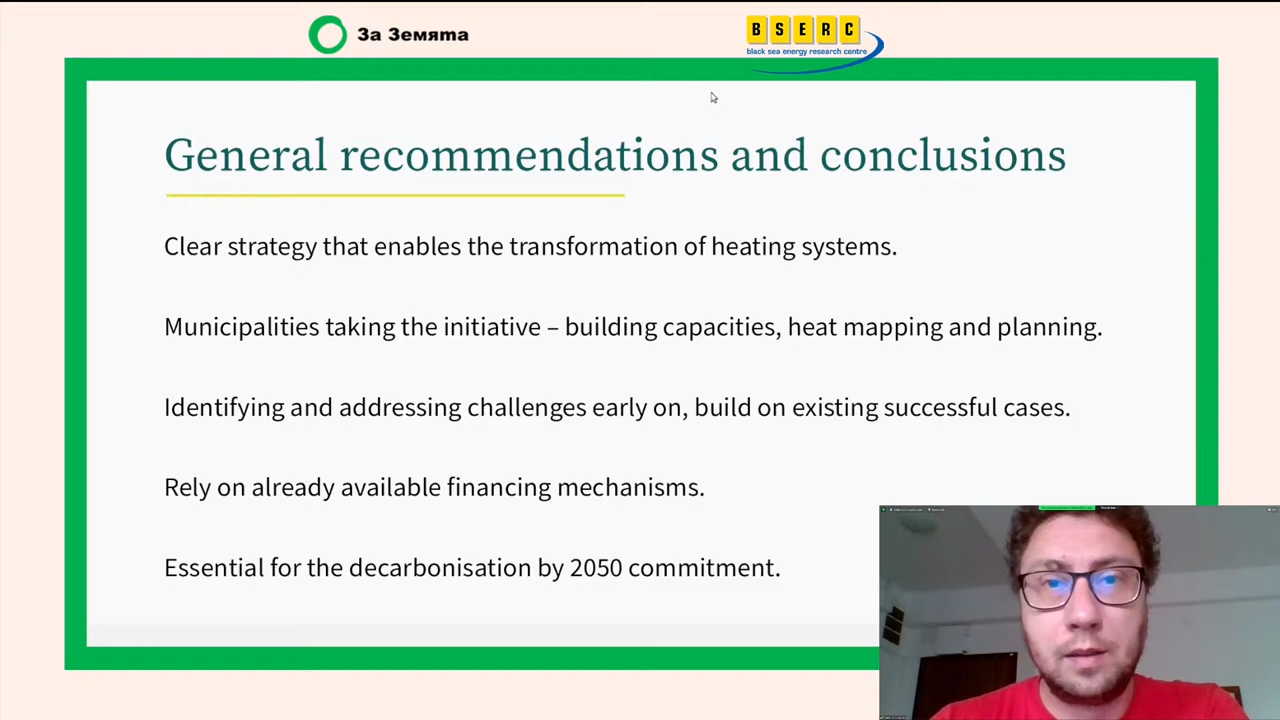 За Земята
BSERC
black sea energy research centre
General recommendations and conclusions
Clear strategy that enables the transformation of heating systems.
Municipalities taking the initiative – building capacities, heat mapping and planning.
Identifying and addressing challenges early on, build on existing successful cases.
Rely on already available financing mechanisms.
Essential for the decarbonisation by 2050 commitment.